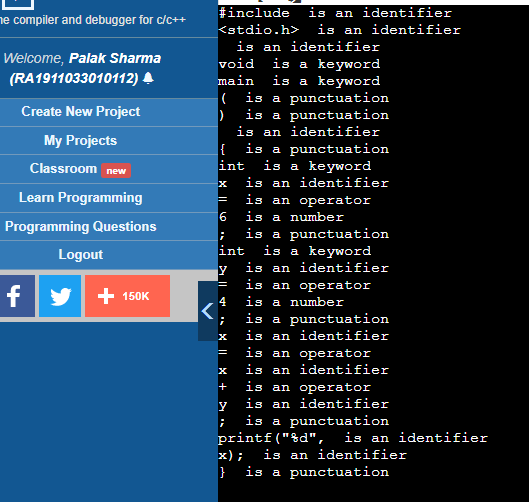 ne compiler and debugger for c/c++
Welcome, Palak Sharma
(RA1911033010112)
Create New Project
My Projects
Classroom new
Learn Programming
Programming Questions
Logout
f
+ 150K
<
#include  is an identifier
<stdio.h>  is an identifier
  is an identifier
void  is a keyword
main  is a keyword
(  is a punctuation
)  is a punctuation
  is an identifier
{  is a punctuation
int  is a keyword
x  is an identifier
=  is an operator
6  is a number
;  is a punctuation
int  is a keyword
y  is an identifier
=  is an operator
4  is a number
;  is a punctuation
x  is an identifier
=  is an operator
x  is an identifier
+  is an operator
y  is an identifier
;  is a punctuation
printf("%d",  is an identifier
x);  is an identifier
}  is a punctuation